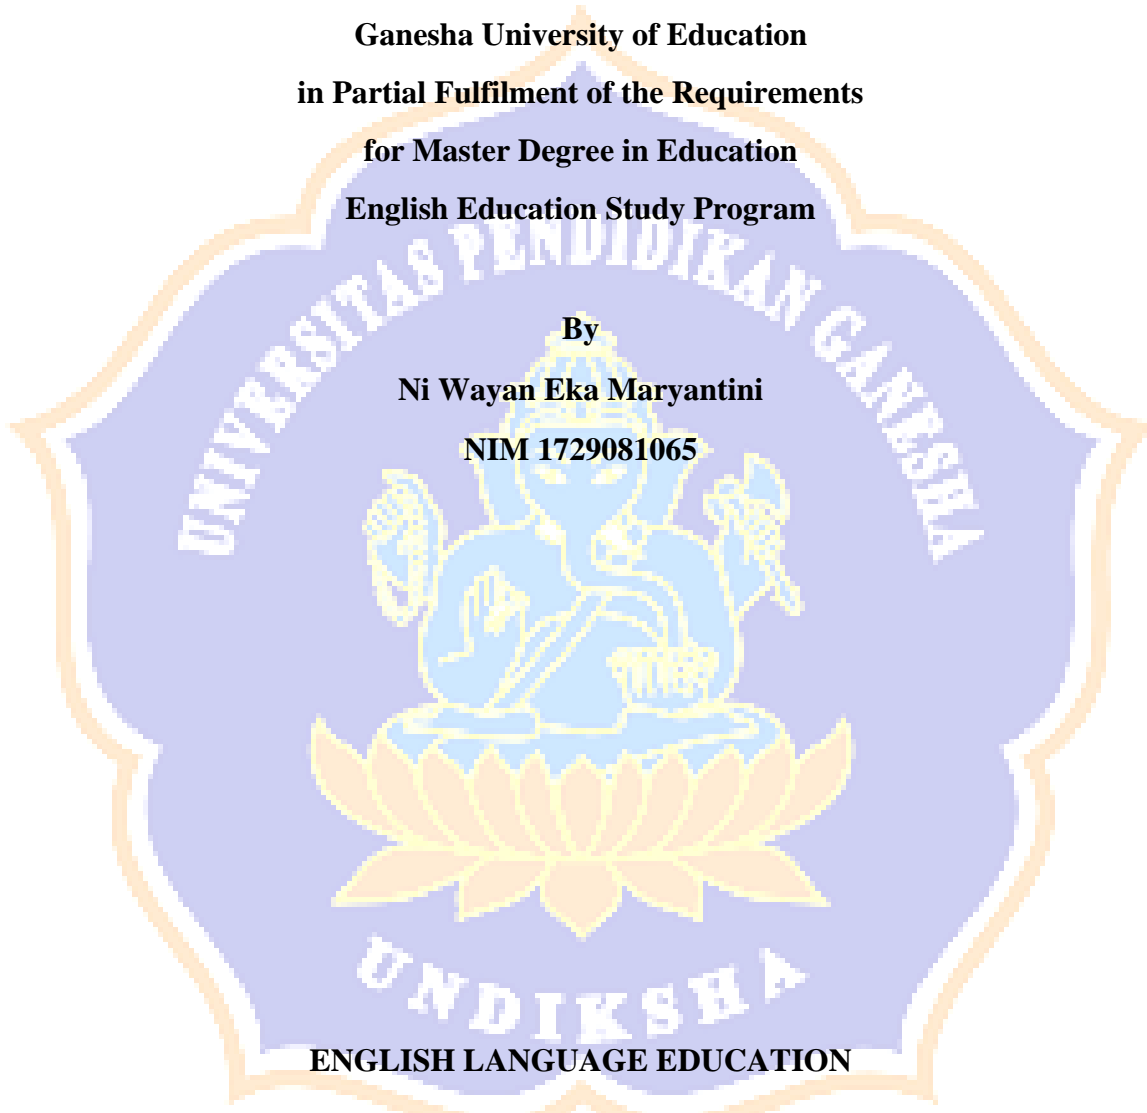 Ganesha University of Education
in Partial Fulfilment of the Requirements
for Master Degree in Education
English Education Study Program
UNIVERSITAS PENDIDIKAN GANESHA
By
Ni Wayan Eka Maryantini
NIM 1729081065
UNDIKSHA
ENGLISH LANGUAGE EDUCATION